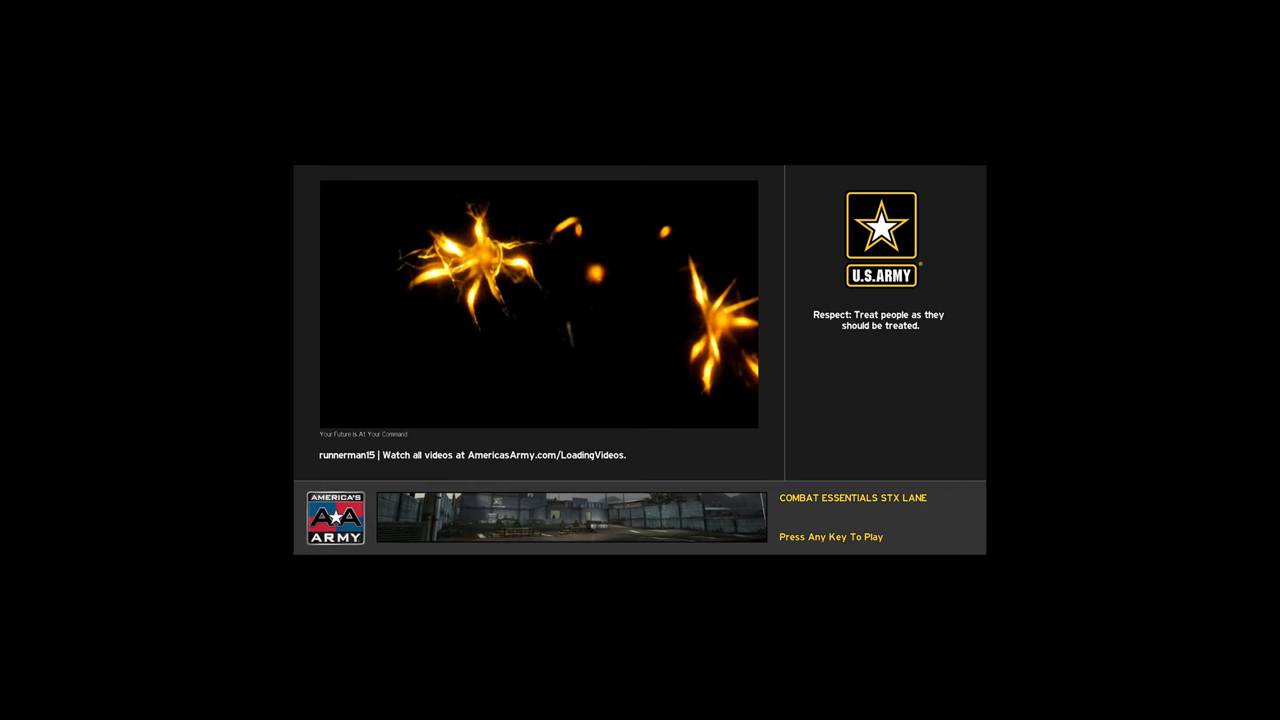 U.S.ARMY
Respect: Treat people as they
should be treated.
Your Future Is At Your Command
runnerman15 | Watch all videos at AmericasArmy.com/LoadingVideos.
AMERICA'S
AA
ARMY
COMBAT ESSENTIALS STX LANE
Press Any Key To Play